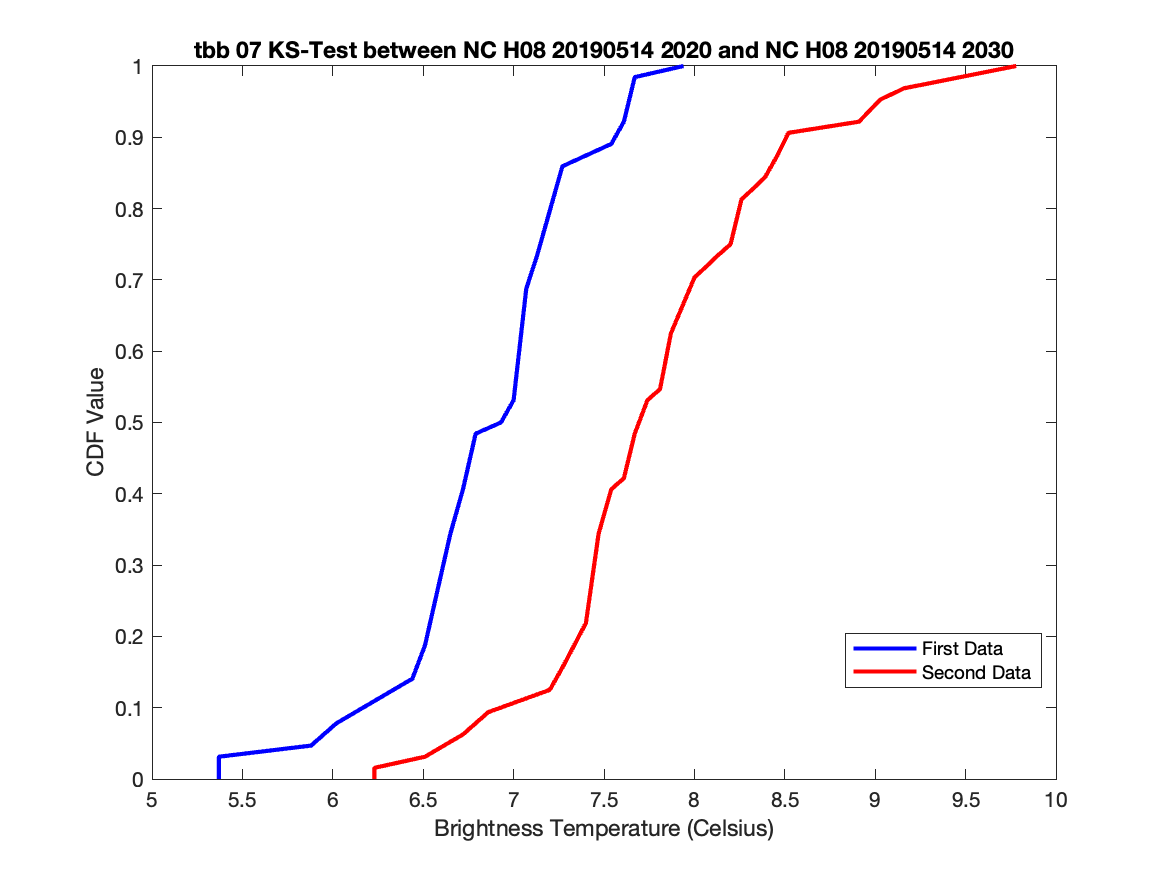 tbb 07 KS-Test between NC H08 20190514 2020 and NC H08 20190514 2030
1
0.9
0.8
0.7
0.6
0.5
0.4
0.3
0.2
0.1
0
CDF Value
First Data
Second Data
5 5.5 6 6.5 7 7.5 8 8.5 9 9.5 10
Brightness Temperature (Celsius)